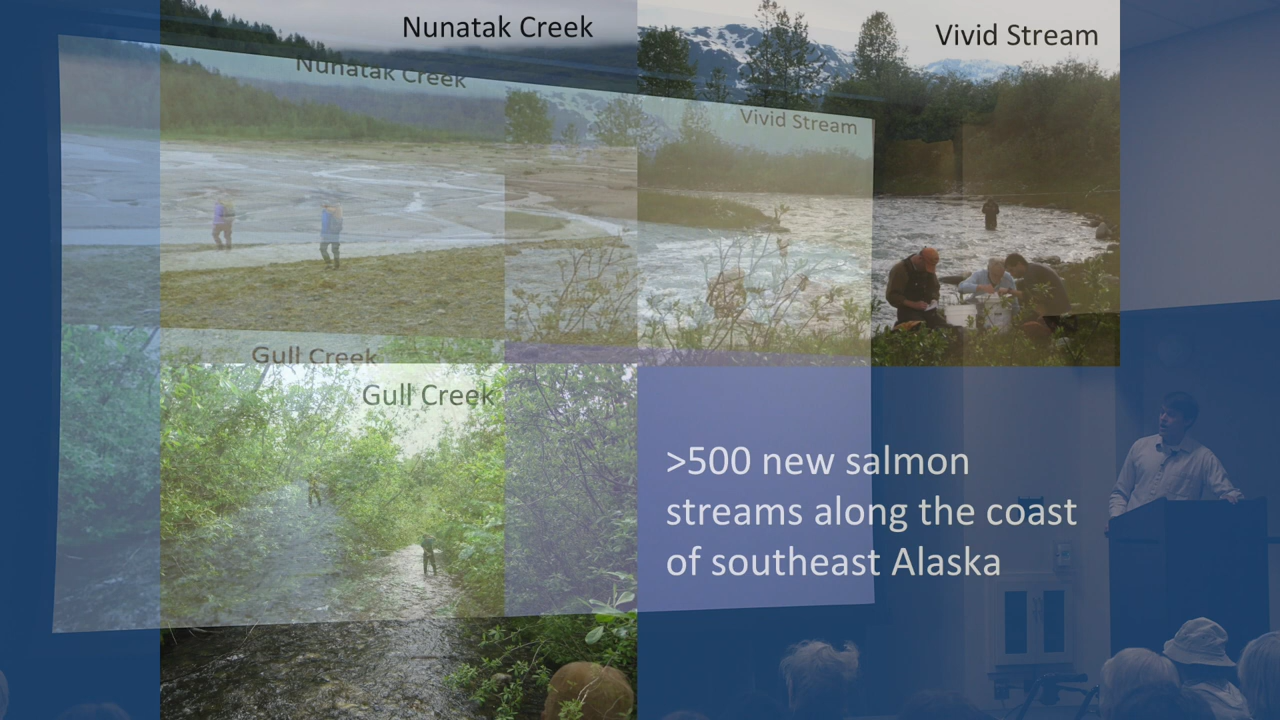 Nunatak Creek
Vivid Stream
Nunatak Creek
Vivid Stream
Gull Creek
Gull Creek
>500 new salmon
streams along the coast
of southeast Alaska